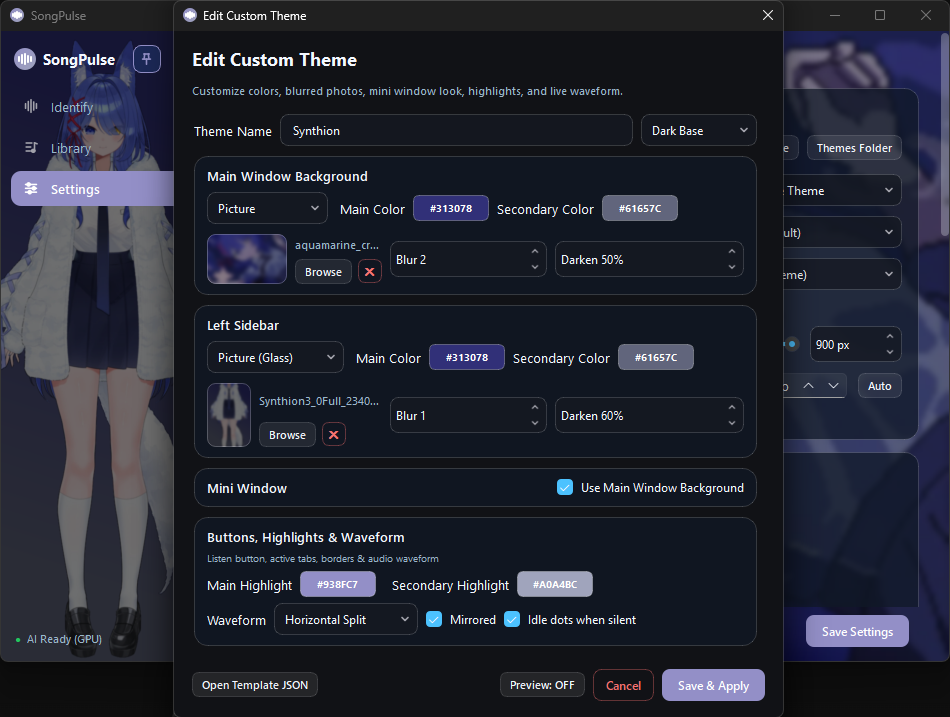 SongPulse
Edit Custom Theme
SongPulse
Identify
Library
Settings
AI Ready (GPU)
Edit Custom Theme
Customize colors, blurred photos, mini window look, highlights, and live waveform.
Theme Name Synthion Dark Base
Main Window Background
Picture Main Color #313078 Secondary Color #61657C
aquamarine_cr...
Browse Blur 2 Darken 50%
Left Sidebar
Picture (Glass) Main Color #313078 Secondary Color #61657C
Synthion3_0Full_2340...
Browse Blur 1 Darken 60%
Mini Window Use Main Window Background
Buttons, Highlights & Waveform
Listen button, active tabs, borders & audio waveform
Main Highlight #938FC7 Secondary Highlight #A0A4BC
Waveform Horizontal Split Mirrored Idle dots when silent
Open Template JSON Preview: OFF Cancel Save & Apply
Themes Folder
Theme
900 px
Auto
Save Settings